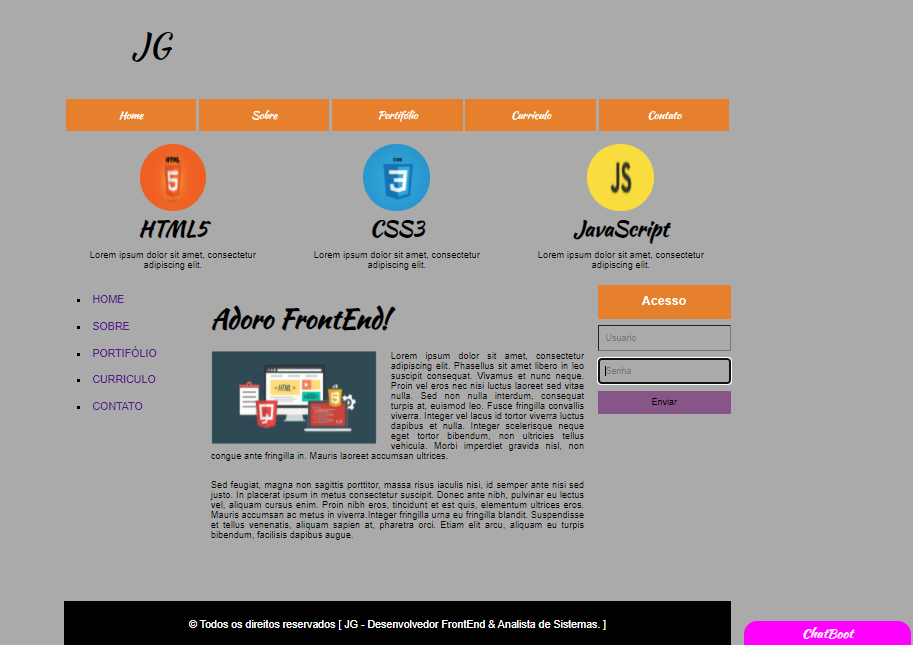 JG
Home Sobre Portifólio Curriculo Contato
HTML
5
CSS
3
JS
HTML5 CSS3 JavaScript
Lorem ipsum dolor sit amet, consectetur
adipiscing elit.
Lorem ipsum dolor sit amet, consectetur
adipiscing elit.
Lorem ipsum dolor sit amet, consectetur
adipiscing elit.
HOME
SOBRE
PORTIFÓLIO
CURRICULO
CONTATO
Adoro FrontEnd!
HTML
5
Lorem ipsum dolor sit amet, consectetur
adipiscing elit. Phasellus sit amet libero in leo
suscipit consequat. Vivamus et nunc neque.
Proin vel eros nec nisi luctus laoreet sed vitae
nulla. Sed non nulla interdum, consequat
turpis at, euismod leo. Fusce fringilla convallis
viverra. Integer vel lacus id tortor viverra luctus
dapibus et nulla. Integer scelerisque neque
eget tortor bibendum, non ultricies tellus
vehicula. Morbi imperdiet gravida nisl, non
congue ante fringilla in. Mauris laoreet accumsan ultrices.
Sed feugiat, magna non sagittis porttitor, massa risus iaculis nisi, id semper ante nisi sed
justo. In placerat ipsum in metus consectetur suscipit. Donec ante nibh, pulvinar eu lectus
vel, aliquam cursus enim. Proin nibh eros, tincidunt et est quis, elementum ultrices eros.
Mauris accumsan ac metus in viverra.Integer fringilla urna eu fringilla blandit. Suspendisse
et tellus venenatis, aliquam sapien at, pharetra orci. Etiam elit arcu, aliquam eu turpis
bibendum, facilisis dapibus augue.
Acesso
Usuario
Senha
Enviar
© Todos os direitos reservados [ JG - Desenvolvedor FrontEnd & Analista de Sistemas. ]
ChatBoot